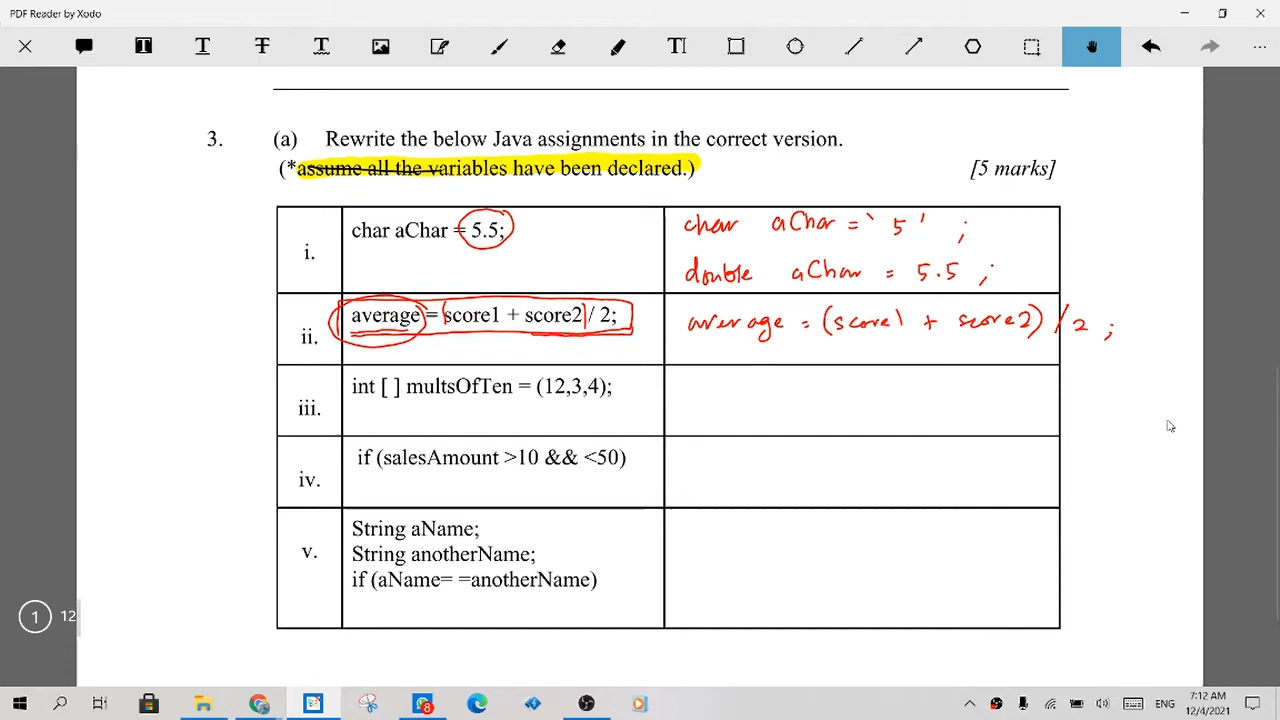 PDF Reader by Xodo
3. (a) Rewrite the below Java assignments in the correct version.
(*assume all the variables have been declared.) [5 marks]
i. char aChar = 5.5;
char aChar = ` 5 ' ;
double aChar = 5.5 ;
ii. average = score1 + score2 / 2;
average = (score1 + score2) / 2 ;
iii. int [ ] multsOfTen = (12,3,4);
iv. if (salesAmount >10 && <50)
v. String aName;
String anotherName;
if (aName= =anotherName)
1 12
8
ENG
7:12 AM
12/4/2021